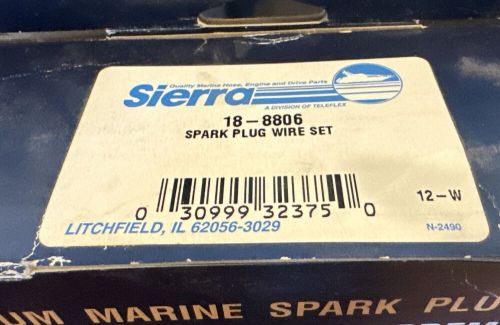 Quality Marine Hose, Engine and Drive Parts
Sierra
A DIVISION OF TELEFLEX
18-8806
SPARK PLUG WIRE SET
0 30999 32375 0
12-W
LITCHFIELD, IL 62056-3029
N-2490
UM MARINE SPARK PLU